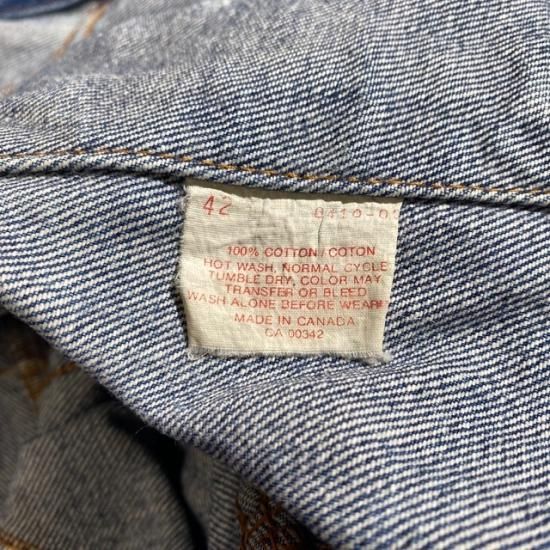 42
100% COTTON/COTON
HOT WASH, NORMAL CYCLE
TUMBLE DRY, COLOR MAY
TRANSFER OR BLEED
WASH ALONE BEFORE WEAR
MADE IN CANADA
CA 00342